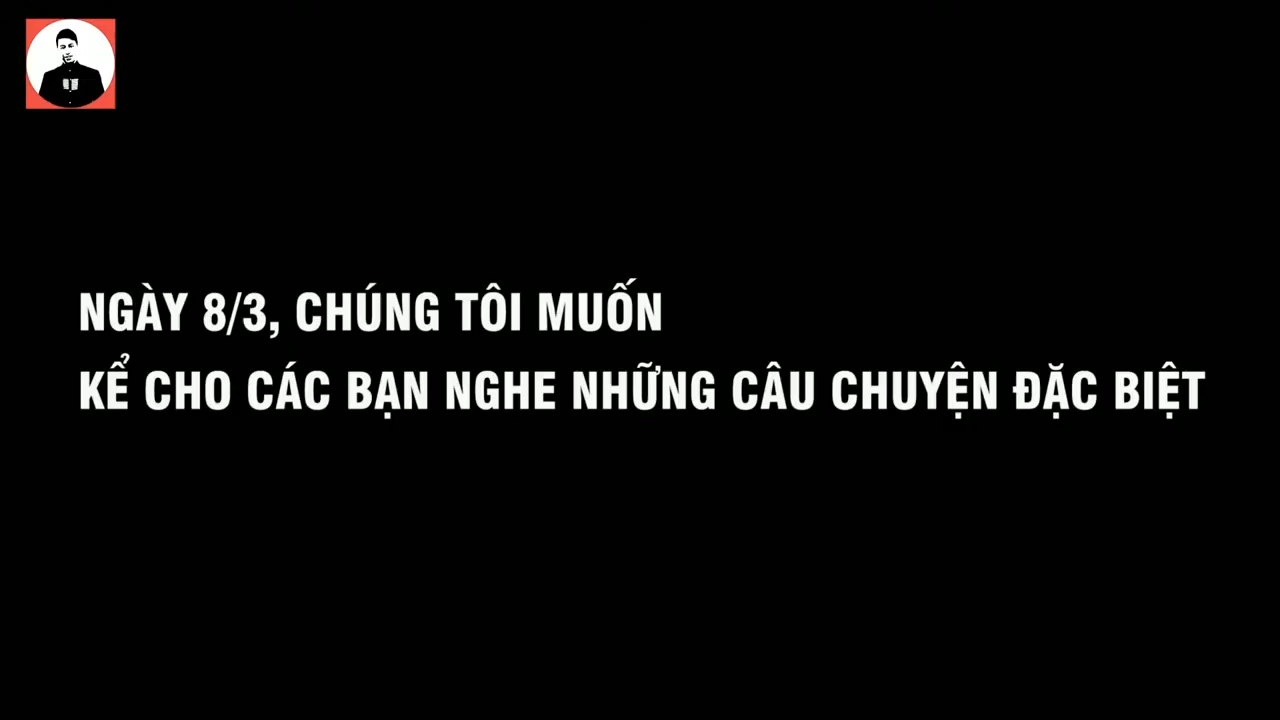 NGÀY 8/3, CHÚNG TÔI MUỐN
KỂ CHO CÁC BẠN NGHE NHỮNG CÂU CHUYỆN ĐẶC BIỆT